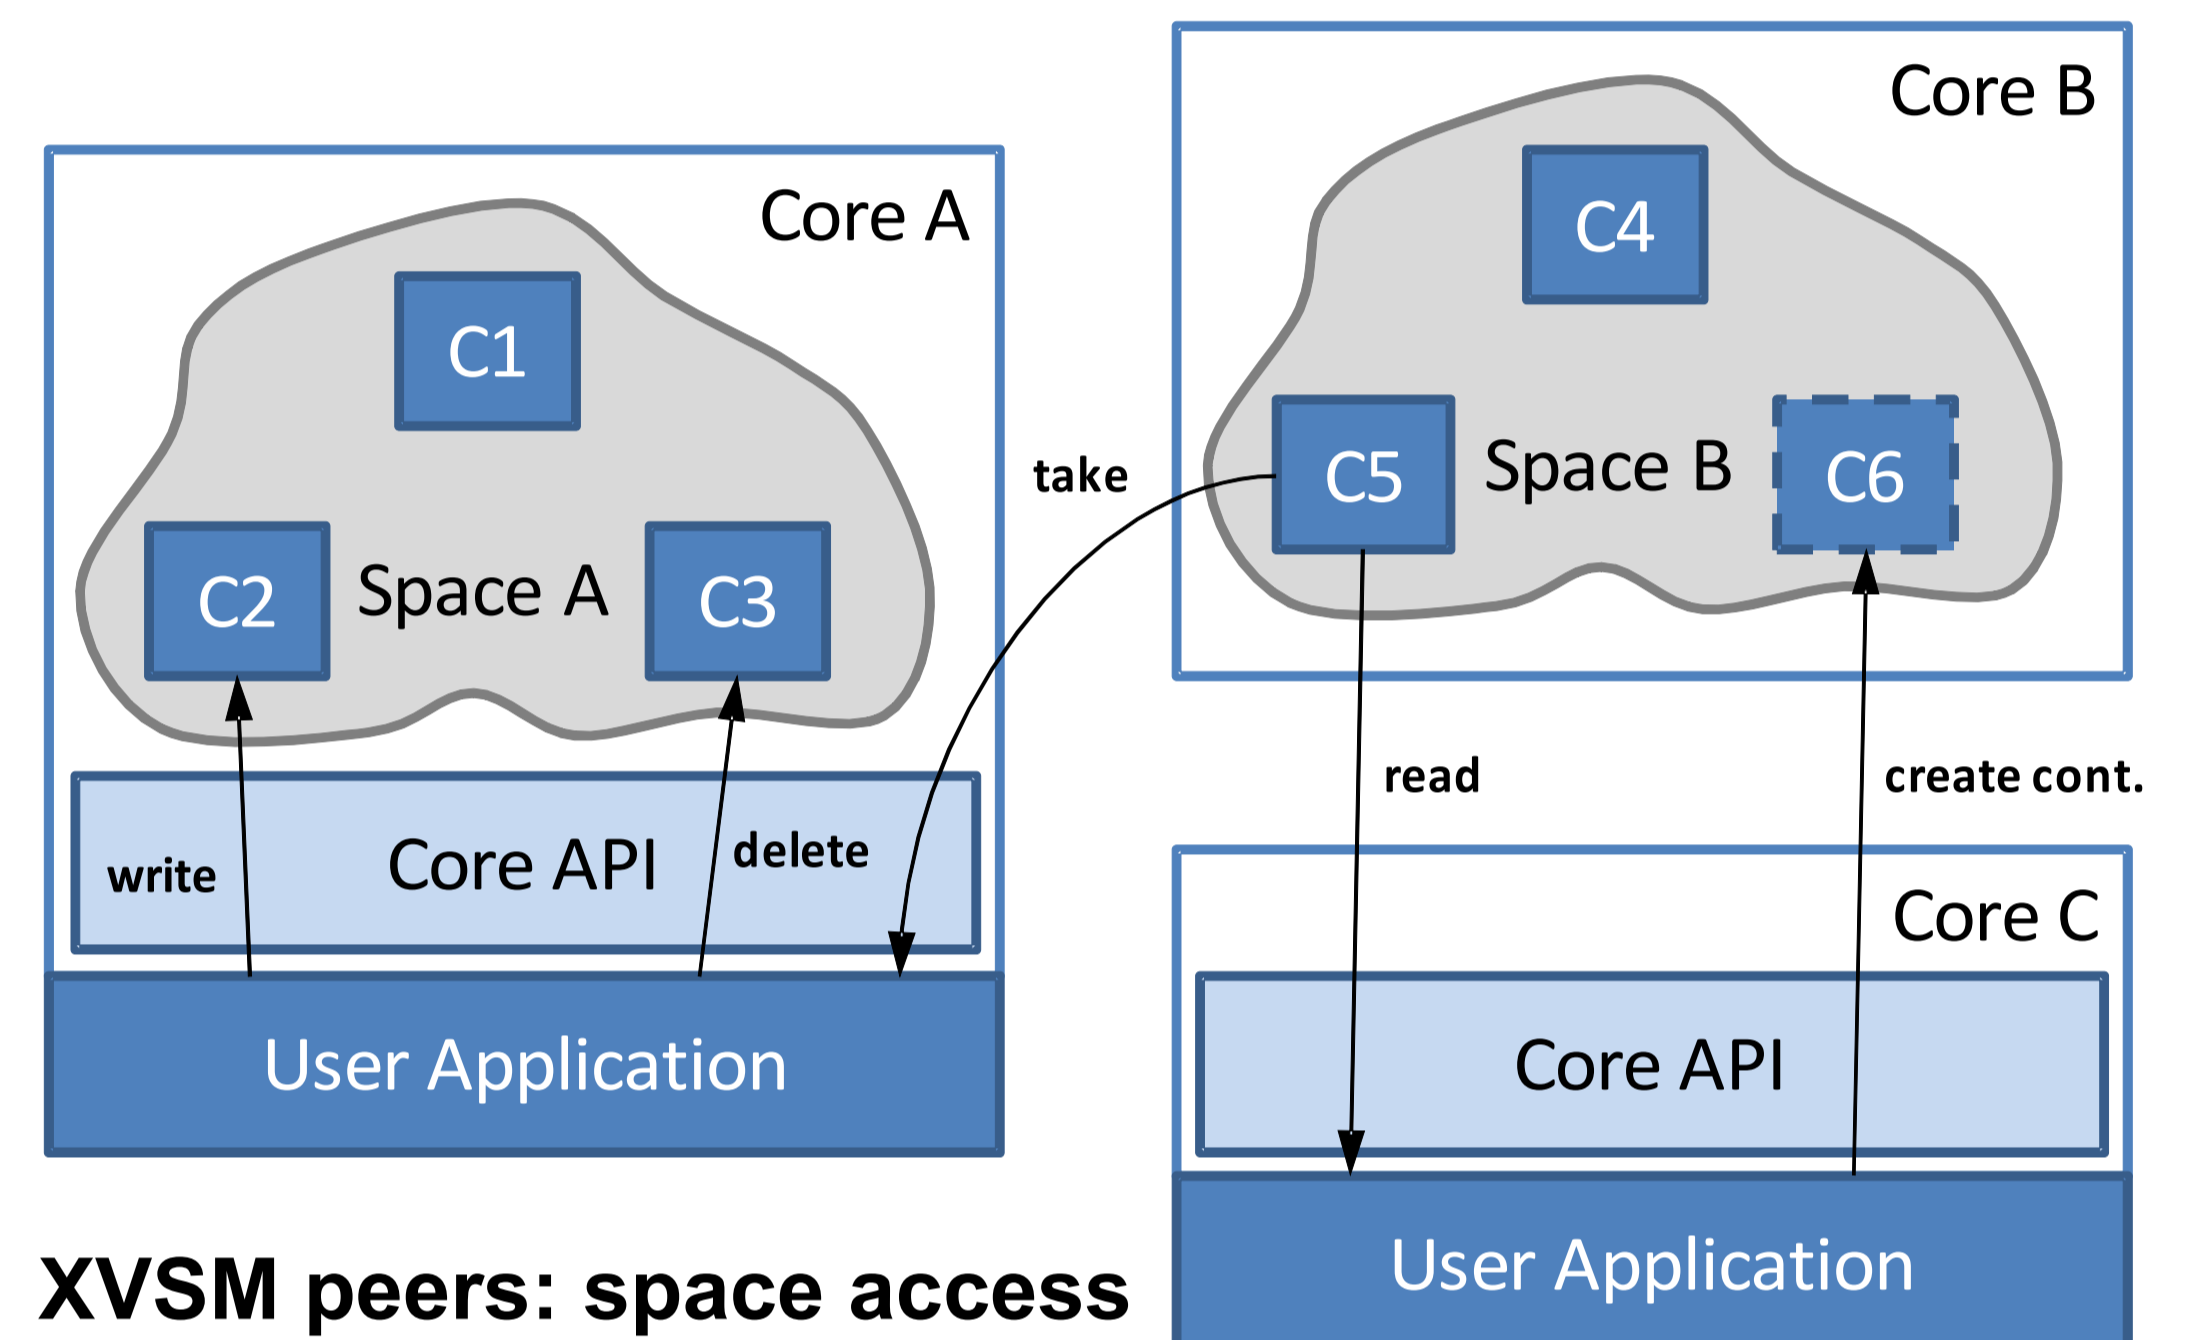 Core A
C1
C2
Space A
C3
Core API
write
delete
User Application
take
Core B
C4
C5
Space B
C6
read
create cont.
Core C
Core API
User Application
XVSM peers: space access